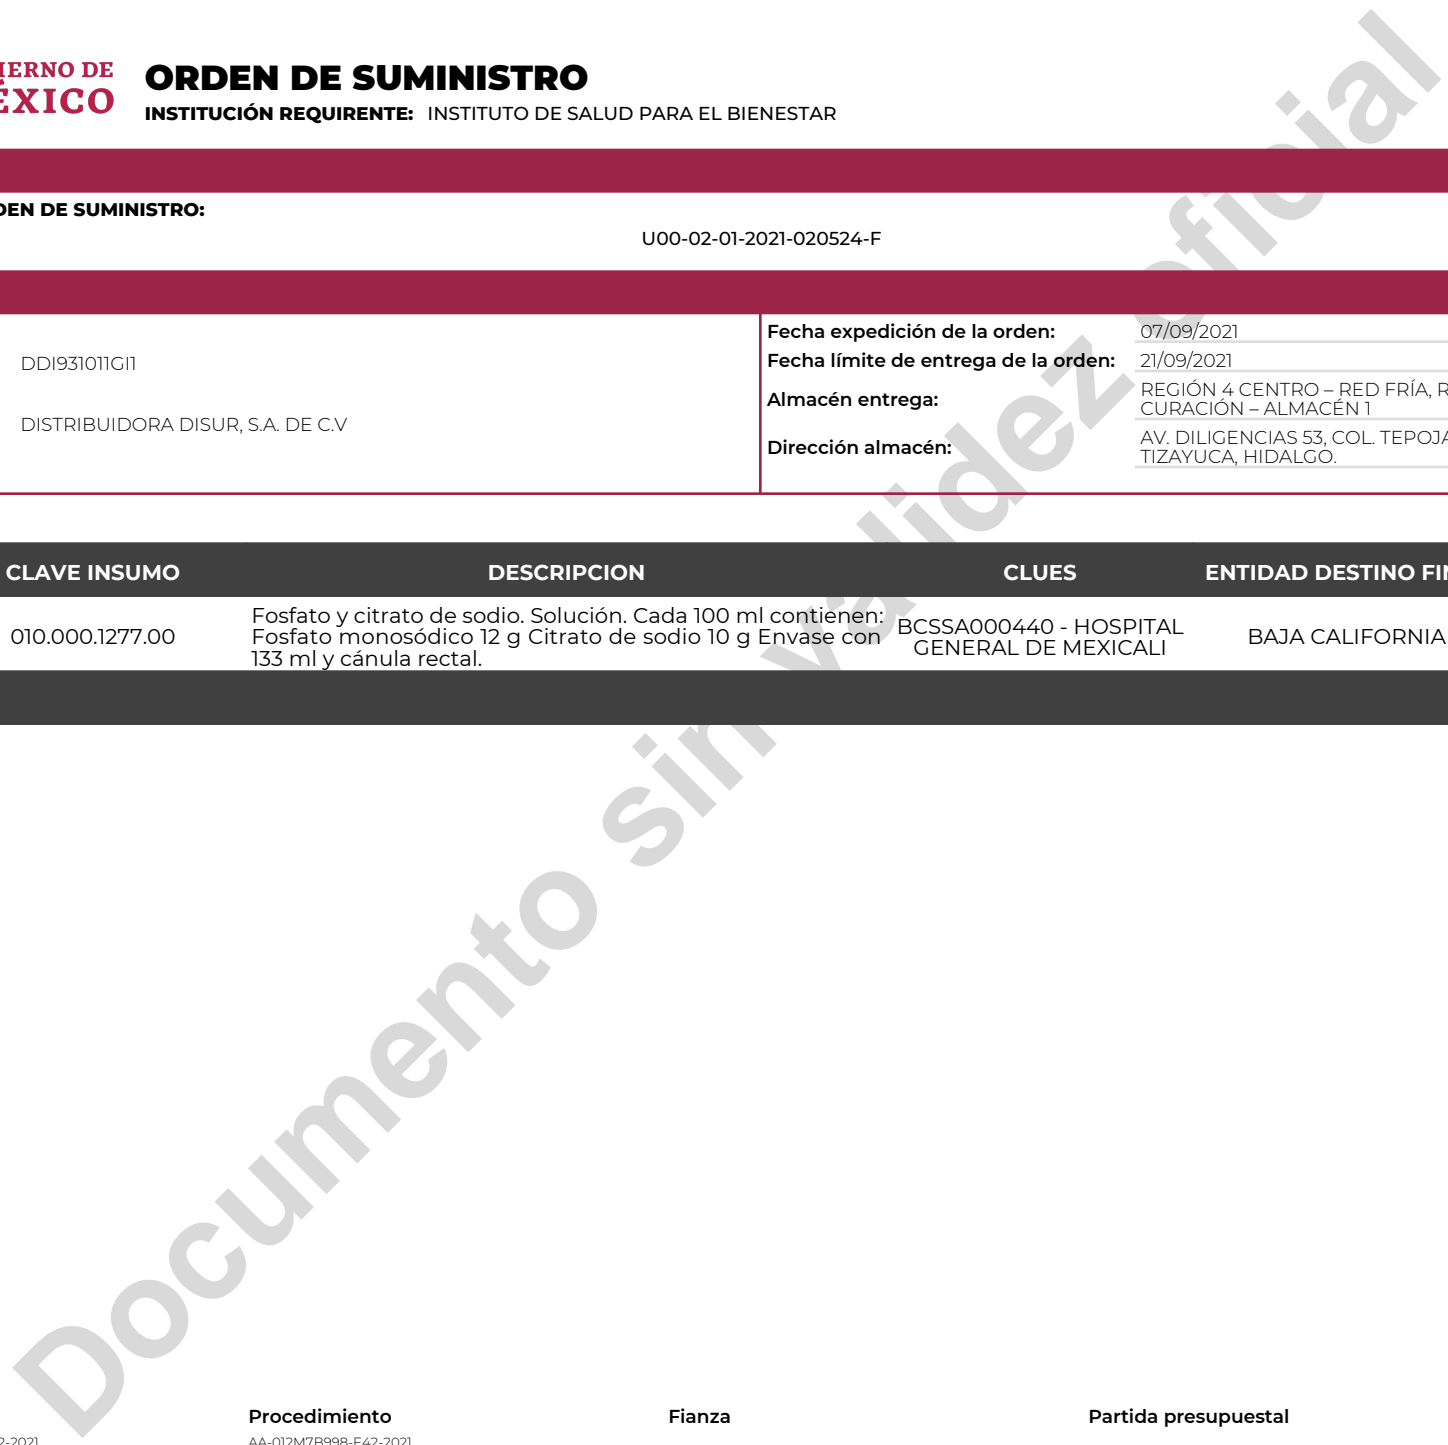 ORDEN DE SUMINISTRO
INSTITUCIÓN REQUIRENTE: INSTITUTO DE SALUD PARA EL BIENESTAR
DE
DE SUMINISTRO:
U00-02-01-2021-020524-F
DDI931011GI1
DISTRIBUIDORA DISUR, S.A. DE C.V
Fecha expedición de la orden: 07/09/2021
Fecha límite de entrega de la orden: 21/09/2021
Almacén entrega: REGIÓN 4 CENTRO – RED FRÍA,
CURACIÓN – ALMACÉN 1
Dirección almacén: AV. DILIGENCIAS 53, COL.
TIZAYUCA, HIDALGO.
CLAVE INSUMO DESCRIPCION CLUES ENTIDAD DESTINO
010.000.1277.00
Fosfato y citrato de sodio. Solución. Cada 100 ml contienen:
Fosfato monosódico 12 g Citrato de sodio 10 g Envase con
133 ml y cánula rectal.
BCSSA000440 - HOSPITAL
GENERAL DE MEXICALI
BAJA CALIFORNIA
Documento sin validez oficial
Procedimiento Fianza Partida presupuestal
AA-012M7B998-E42-2021